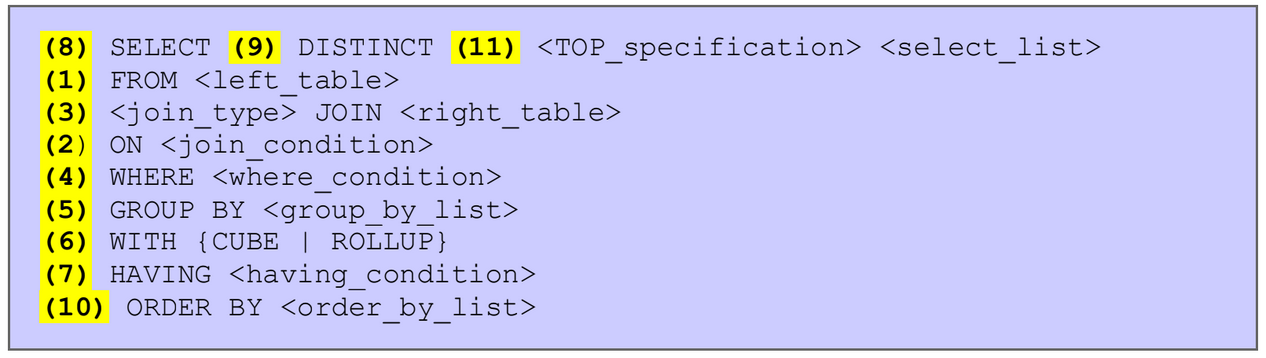 (8) SELECT (9) DISTINCT (11) <TOP_specification> <select_list>
(1) FROM <left_table>
(3) <join_type> JOIN <right_table>
(2) ON <join_condition>
(4) WHERE <where_condition>
(5) GROUP BY <group_by_list>
(6) WITH {CUBE | ROLLUP}
(7) HAVING <having_condition>
(10) ORDER BY <order_by_list>